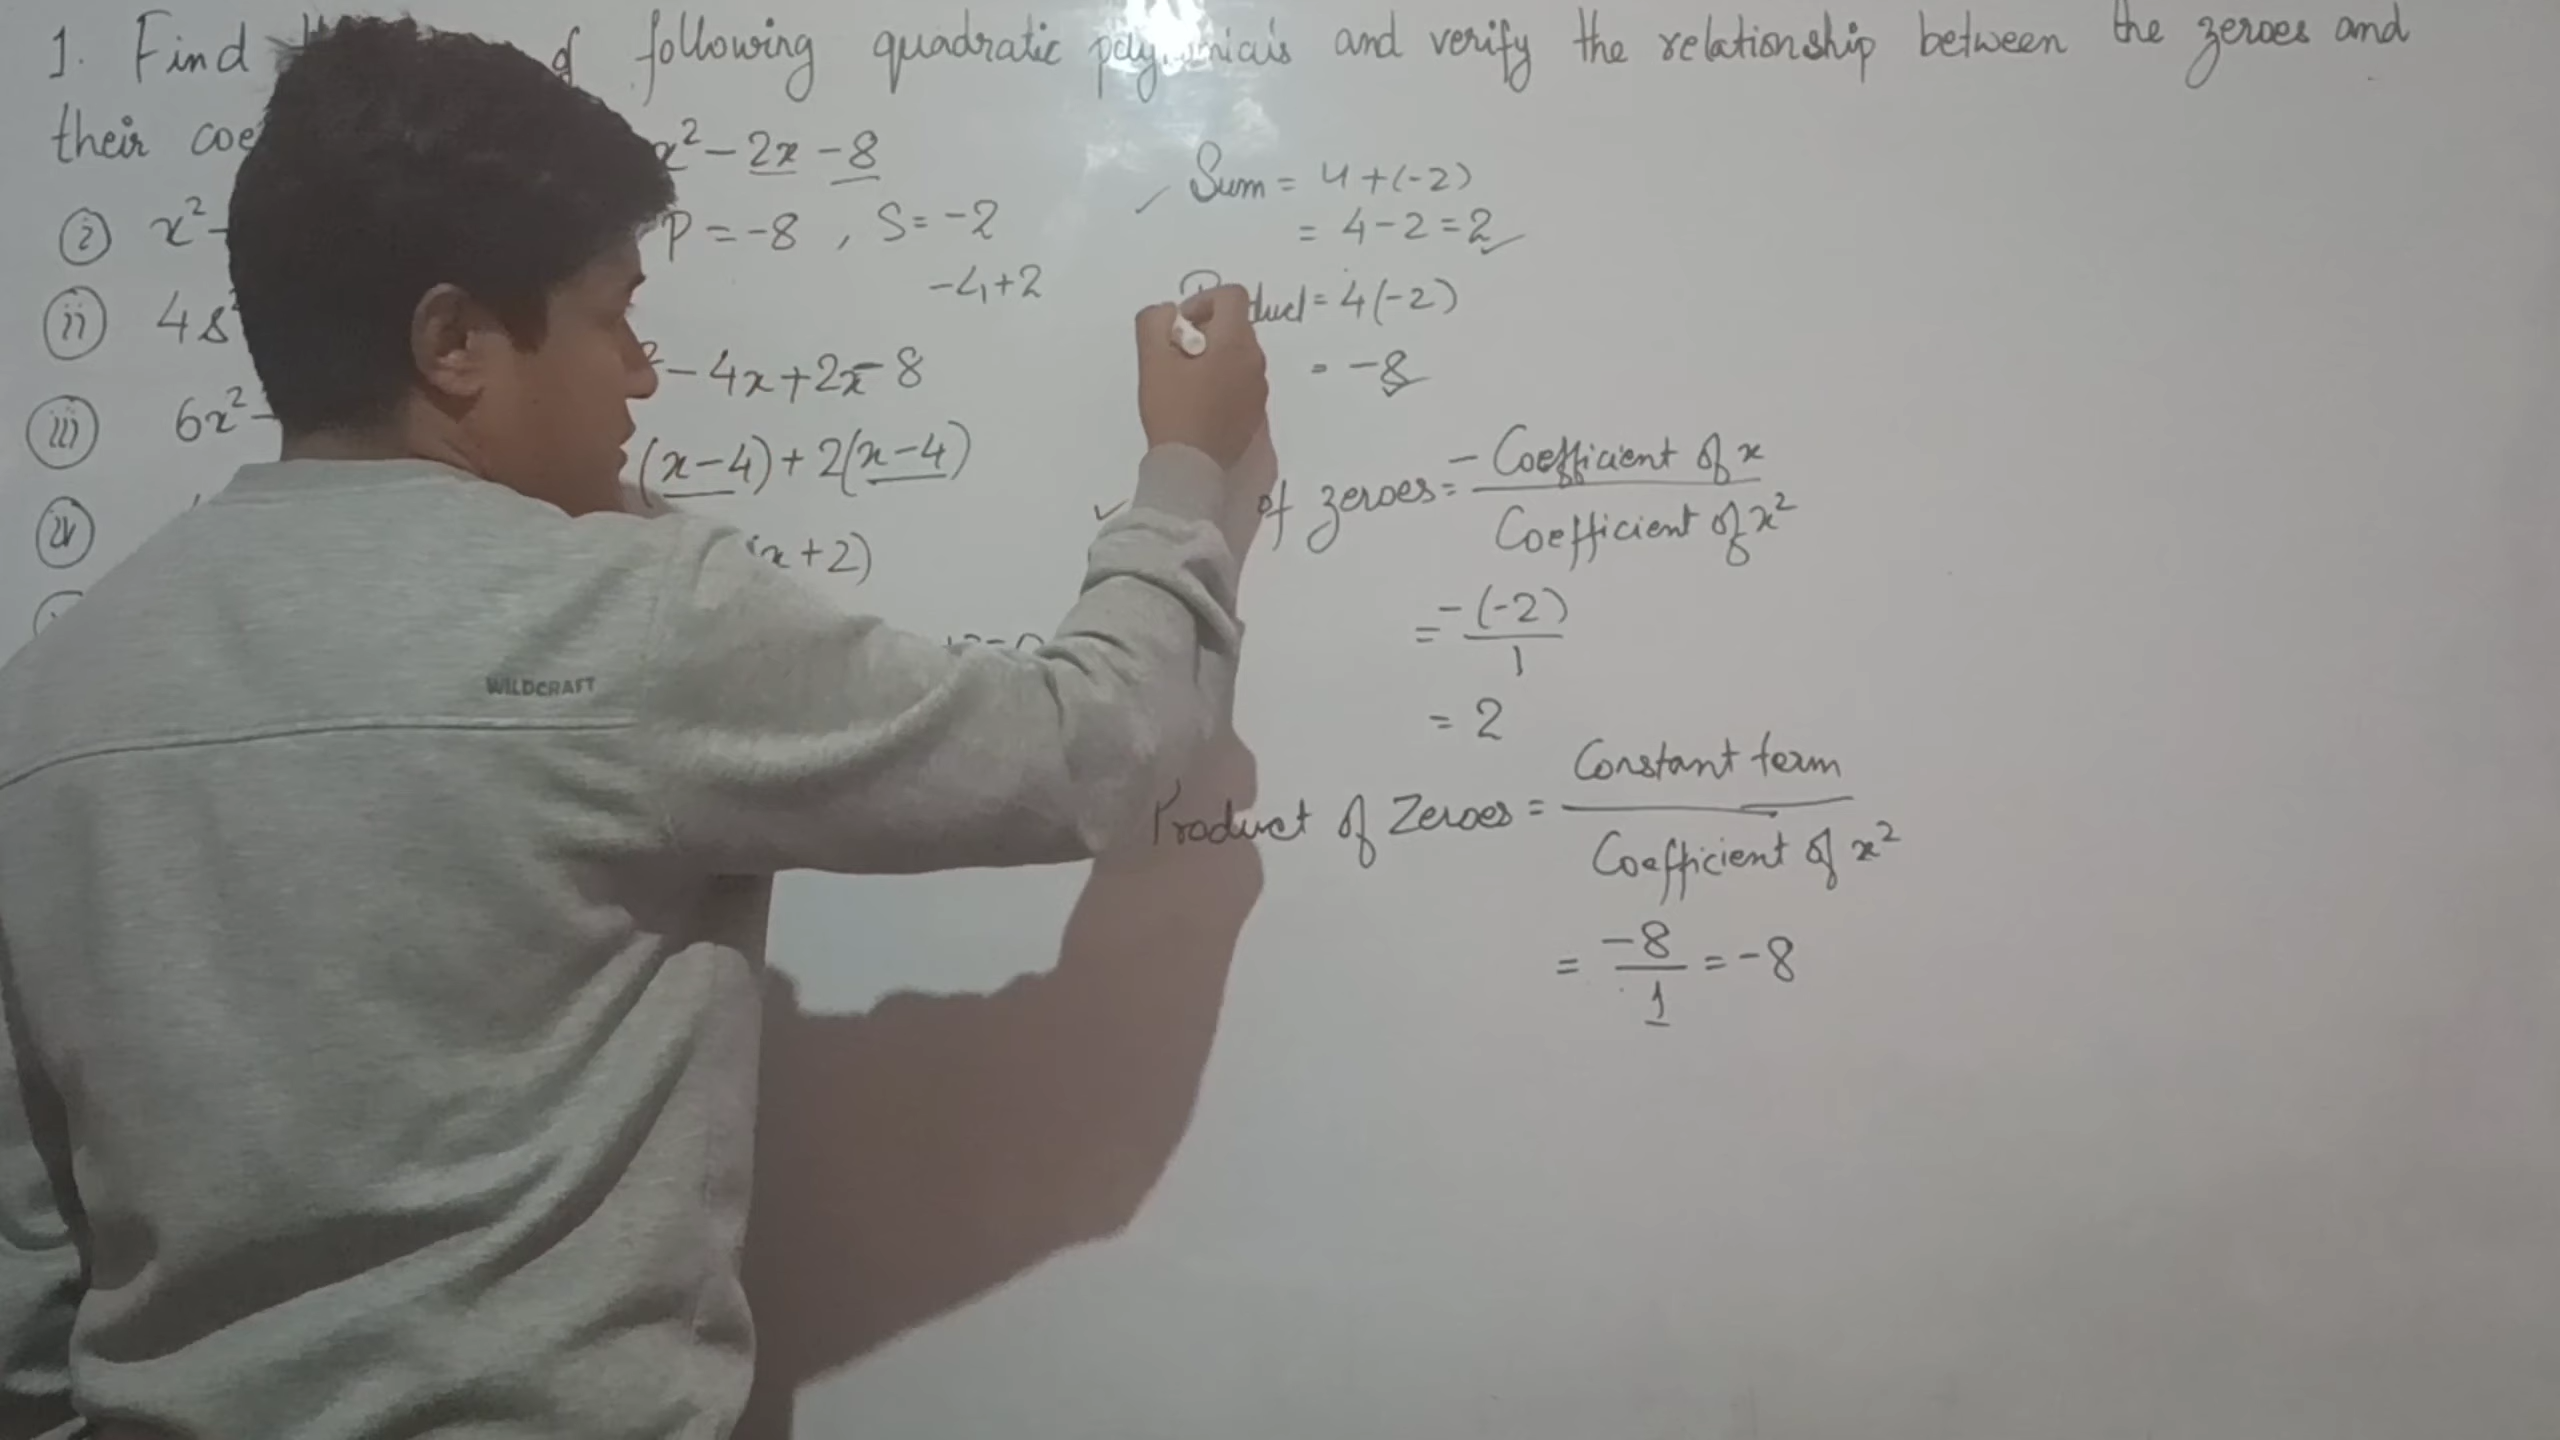 1. Find of following quadratic and verify the relationship between the zeroes and
their
(i) x²-
(ii) 4s²
(iii) 6x²-
(iv)
x² - 2x - 8
P = -8 , S = -2
-4+2
- 4x + 2x - 8
(x-4) + 2(x-4)
x+2)
✓ Sum = 4+(-2)
= 4-2 = 2 ✓
= 4(-2)
= -8 ✓
✓ of zeroes = - Coefficient of x
Coefficient of x²
= -(-2)
1
= 2
Product of Zeroes = Constant term
Coefficient of x²
= -8/1 = -8
WILDCRAFT